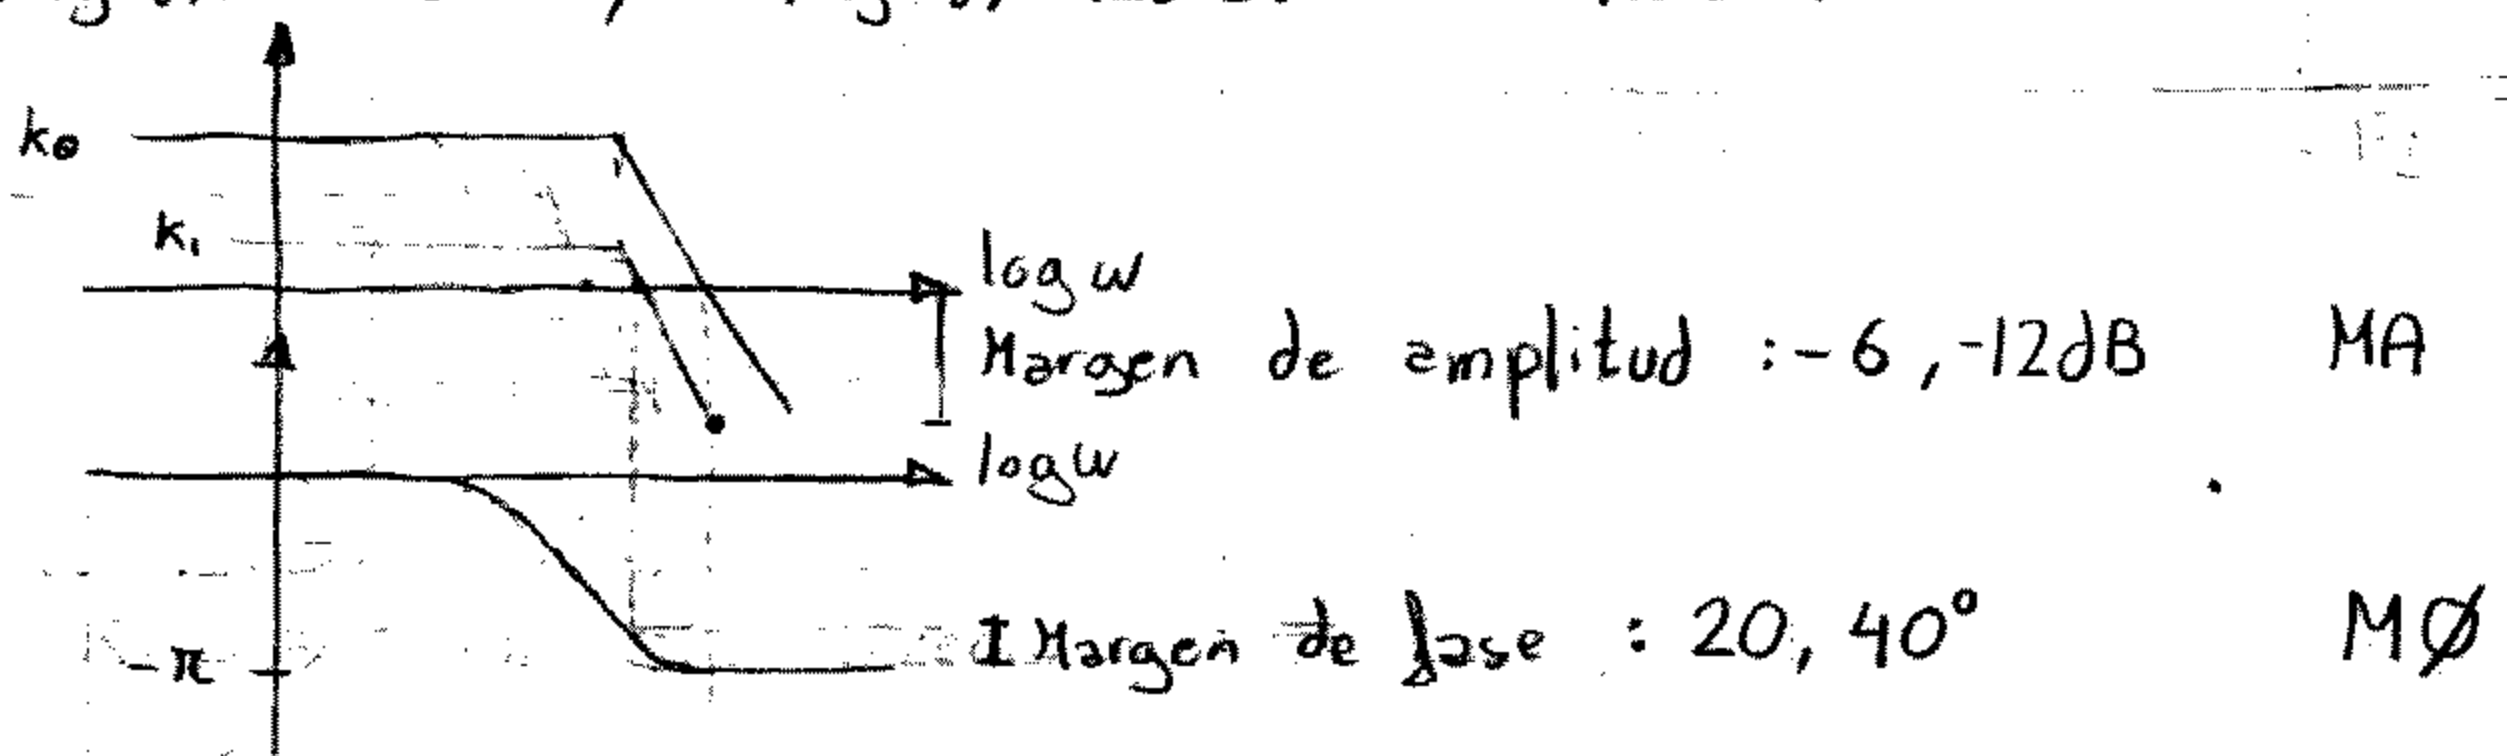 k₀
k₁
log w
Margen de amplitud : -6, -12dB MA
log w
-π
I Margen de fase : 20, 40° MØ